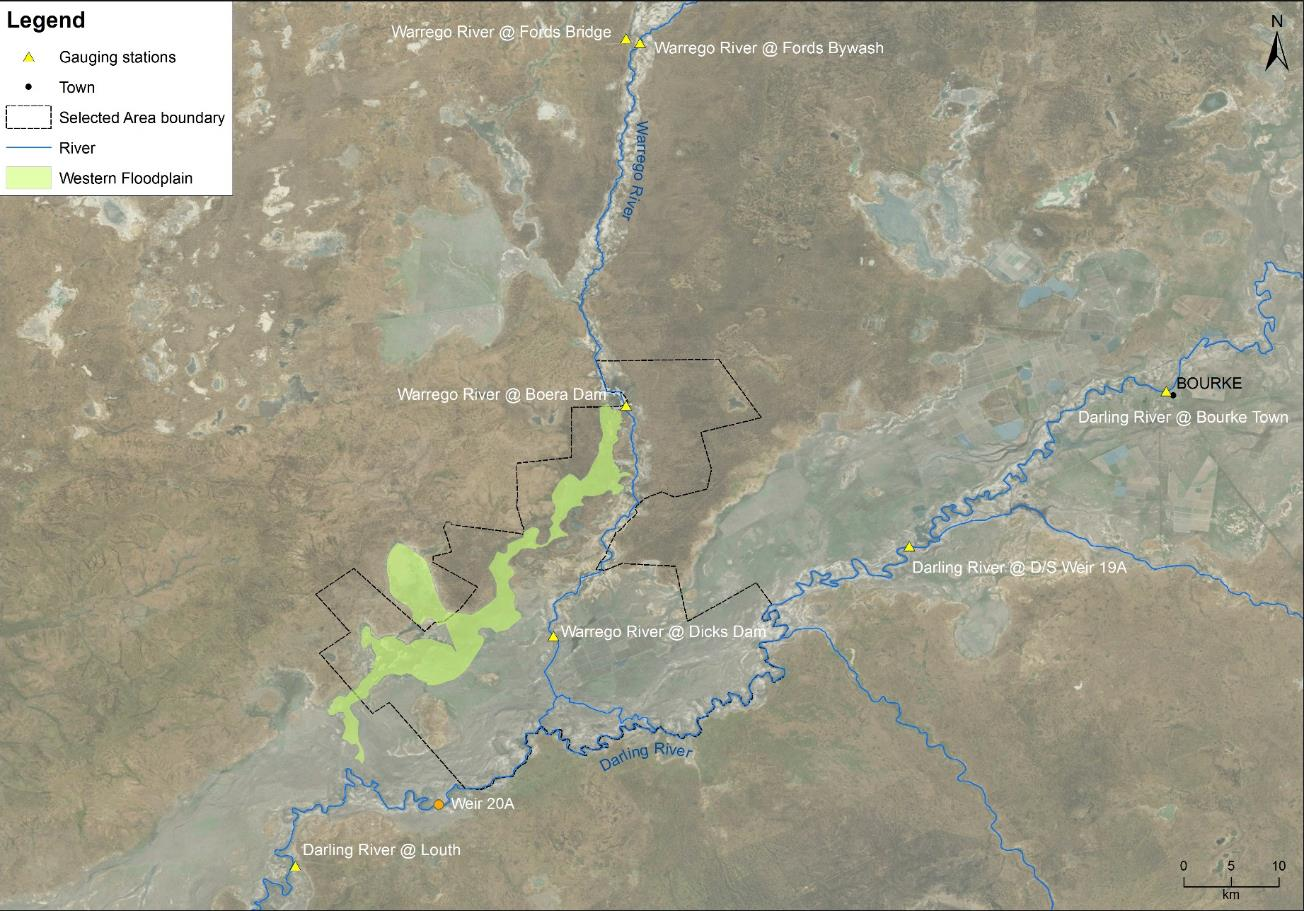 Legend
Gauging stations
Town
Selected Area boundary
River
Western Floodplain
N
Warrego River @ Fords Bridge
Warrego River @ Fords Bywash
Warrego River
Warrego River @ Boera Dam
BOURKE
Darling River @ Bourke Town
Darling River @ D/S Weir 19A
Warrego River @ Dicks Dam
Darling River
Weir 20A
Darling River @ Louth
0 5 10
km